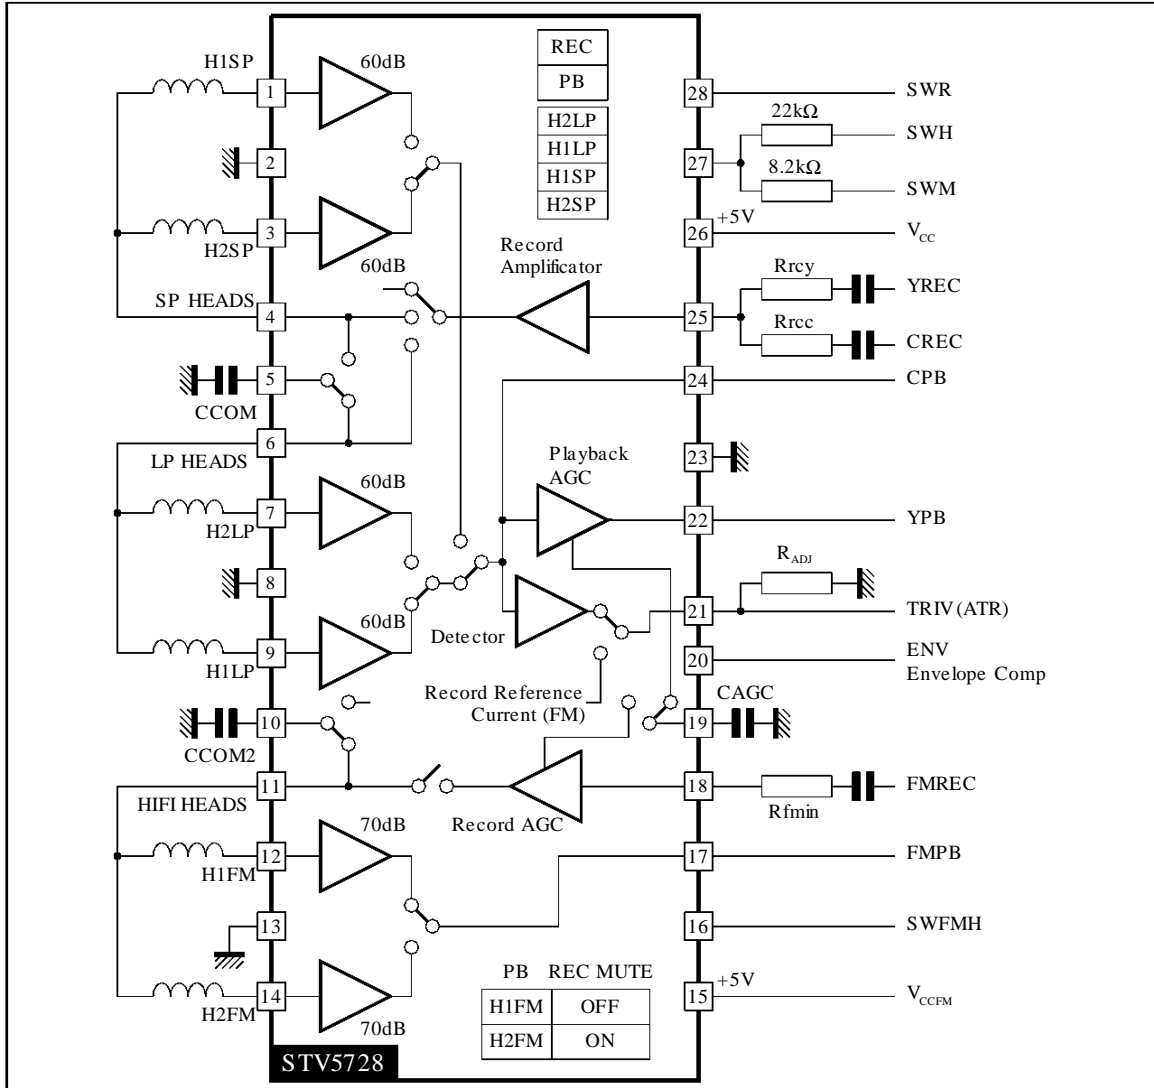 H1SP
60dB
1
2
3
H2SP
60dB
SP HEADS
4
5
CCOM
6
LP HEADS
60dB
7
H2LP
8
60dB
9
H1LP
10
CCOM2
11
HIFI HEADS
70dB
12
H1FM
13
14
H2FM
70dB
STV5728
REC
PB
H2LP
H1LP
H1SP
H2SP
Record
Amplificator
Playback
AGC
Detector
Record Reference
Current (FM)
Record AGC
PB REC MUTE
H1FM OFF
H2FM ON
28
SWR
22kΩ
SWH
27
8.2kΩ
SWM
+5V
26
VCC
Rrcy
YREC
25
Rrcc
CREC
24
CPB
23
22
YPB
RADJ
21
TRIV (ATR)
20
ENV
Envelope Comp
CAGC
19
18
FMREC
Rfmin
17
FMPB
16
SWFMH
+5V
15
VCCFM